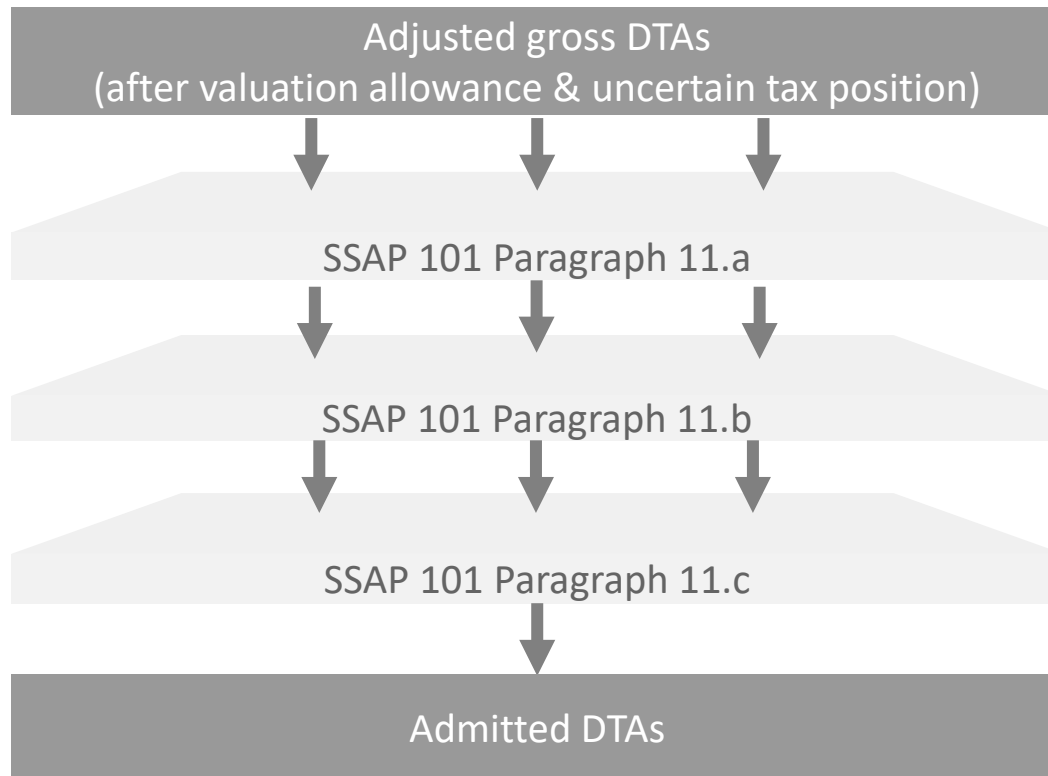 Adjusted gross DTAs
(after valuation allowance & uncertain tax position)
SSAP 101 Paragraph 11.a
SSAP 101 Paragraph 11.b
SSAP 101 Paragraph 11.c
Admitted DTAs